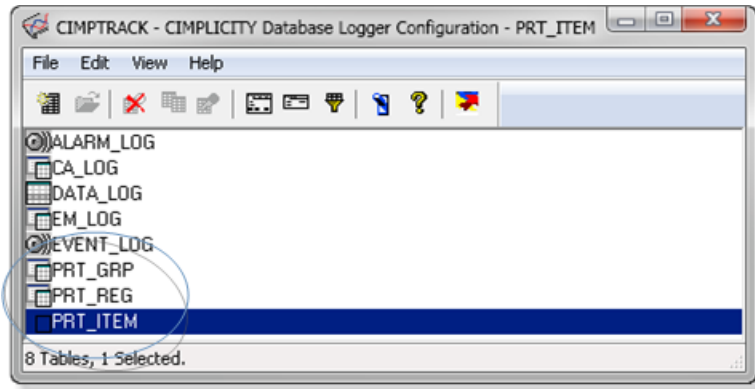 CIMPTRACK - CIMPLICITY Database Logger Configuration - PRT_ITEM
File Edit View Help
ALARM_LOG
CA_LOG
DATA_LOG
EM_LOG
EVENT_LOG
PRT_GRP
PRT_REG
PRT_ITEM
8 Tables, 1 Selected.